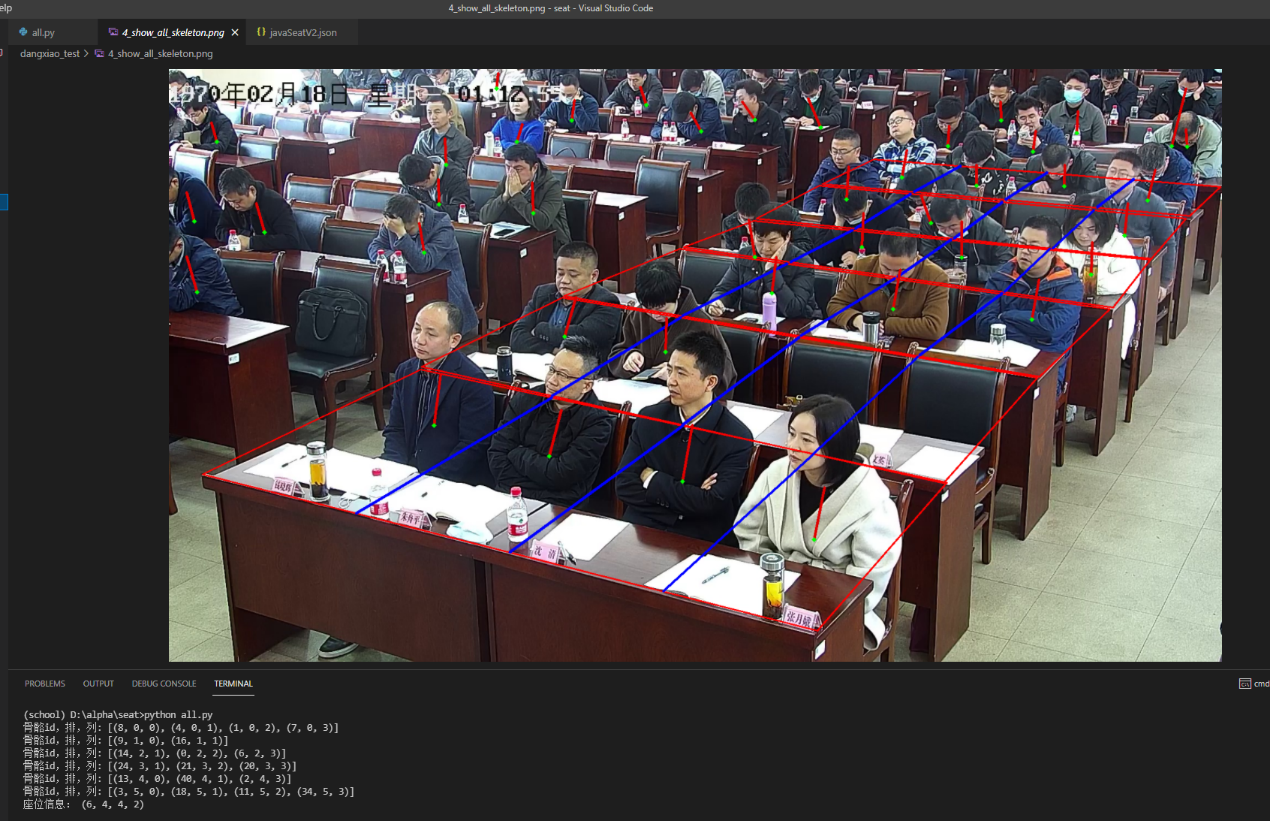 elp
4_show_all_skeleton.png - seat - Visual Studio Code
all.py
4_show_all_skeleton.png
javaSeatV2.json
dangxiao_test > 4_show_all_skeleton.png
1970年02月18日 星期 01:12:55
沈 清
张月娥
PROBLEMS OUTPUT DEBUG CONSOLE TERMINAL
cmd
(school) D:\alpha\seat>python all.py
骨骼id，排，列: [(8, 0, 0), (4, 0, 1), (1, 0, 2), (7, 0, 3)]
骨骼id，排，列: [(9, 1, 0), (16, 1, 1)]
骨骼id，排，列: [(14, 2, 1), (0, 2, 2), (6, 2, 3)]
骨骼id，排，列: [(24, 3, 1), (21, 3, 2), (20, 3, 3)]
骨骼id，排，列: [(13, 4, 0), (40, 4, 1), (2, 4, 3)]
骨骼id，排，列: [(3, 5, 0), (18, 5, 1), (11, 5, 2), (34, 5, 3)]
座位信息： (6, 4, 4, 2)